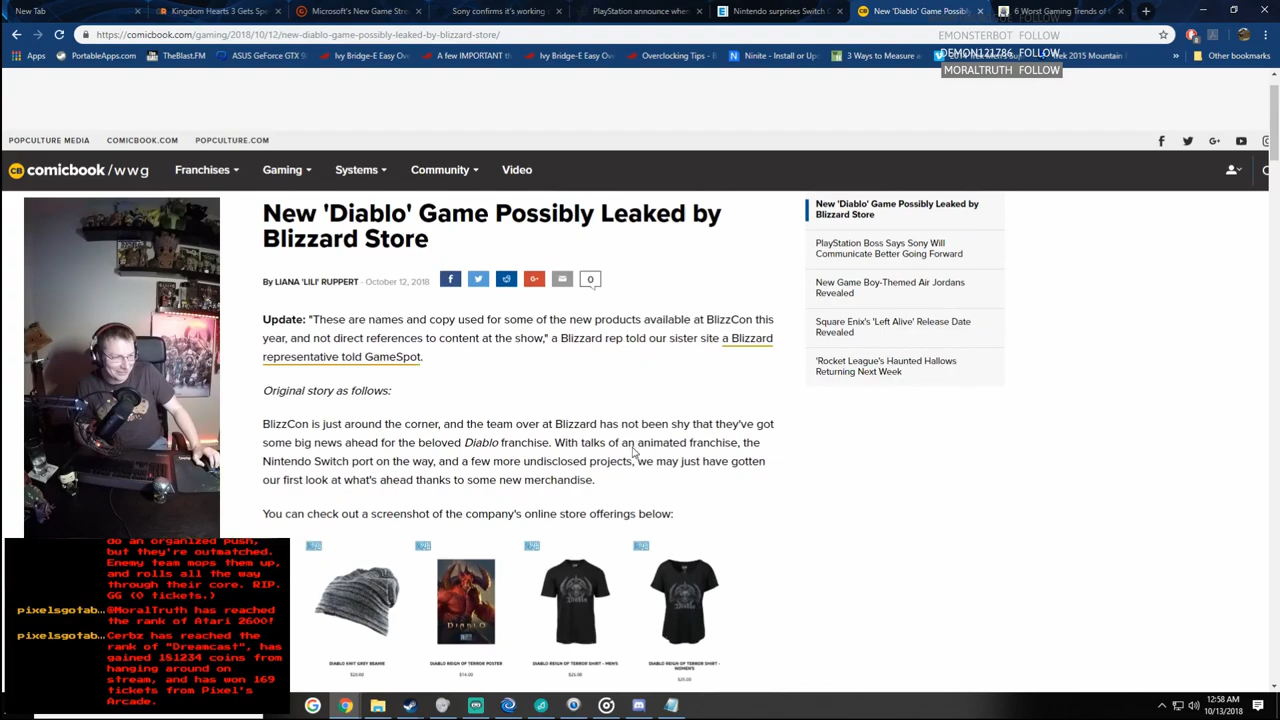 New Tab
Kingdom Hearts 3 Gets Sp
Microsoft's New Game Stre
Sony confirms it's working
PlayStation announce whe
Nintendo surprises Switch
New 'Diablo' Game Possibl
6 Worst Gaming Trends of
FOLLOW
EMONSTERBOT FOLLOW
DEMON121786 FOLLOW
MORALTRUTH FOLLOW
https://comicbook.com/gaming/2018/10/12/new-diablo-game-possibly-leaked-by-blizzard-store/
Apps
PortableApps.com
TheBlast.FM
ASUS GeForce GTX 9
Ivy Bridge-E Easy Ove
A few IMPORTANT th
Ivy Bridge-E Easy Ov
Overclocking Tips -
Ninite - Install or Up
3 Ways to Measure a
Trek 2015 Mountain
Other bookmarks
POPCULTURE MEDIA
COMICBOOK.COM
POPCULTURE.COM
CB comicbook/wwg
Franchises
Gaming
Systems
Community
Video
New 'Diablo' Game Possibly Leaked by
Blizzard Store
By LIANA 'LILI' RUPPERT - October 12, 2018
0
Update: "These are names and copy used for some of the new products available at BlizzCon this
year, and not direct references to content at the show," a Blizzard rep told our sister site a Blizzard
representative told GameSpot.
Original story as follows:
BlizzCon is just around the corner, and the team over at Blizzard has not been shy that they've got
some big news ahead for the beloved Diablo franchise. With talks of an animated franchise, the
Nintendo Switch port on the way, and a few more undisclosed projects, we may just have gotten
our first look at what's ahead thanks to some new merchandise.
You can check out a screenshot of the company's online store offerings below:
DIABLO
DIABLO KNIT GREY BEANIE
$20.00
DIABLO REIGN OF TERROR POSTER
$14.00
DIABLO REIGN OF TERROR SHIRT - MEN'S
$25.00
DIABLO REIGN OF TERROR SHIRT -
WOMEN'S
$25.00
New 'Diablo' Game Possibly Leaked by
Blizzard Store
PlayStation Boss Says Sony Will
Communicate Better Going Forward
New Game Boy-Themed Air Jordans
Revealed
Square Enix's 'Left Alive' Release Date
Revealed
'Rocket League's Haunted Hallows
Returning Next Week
do an organized push,
but they're outmatched.
Enemy team mops them up,
and rolls all the way
through their core. RIP.
GG (0 tickets.)
pixelsgotab… @MoralTruth has reached
the rank of Atari 2600!
pixelsgotab… Cerbz has reached the
rank of "Dreamcast", has
gained 181234 coins from
hanging around on
stream, and has won 169
tickets from Pixel's
Arcade.
12:58 AM
10/13/2018